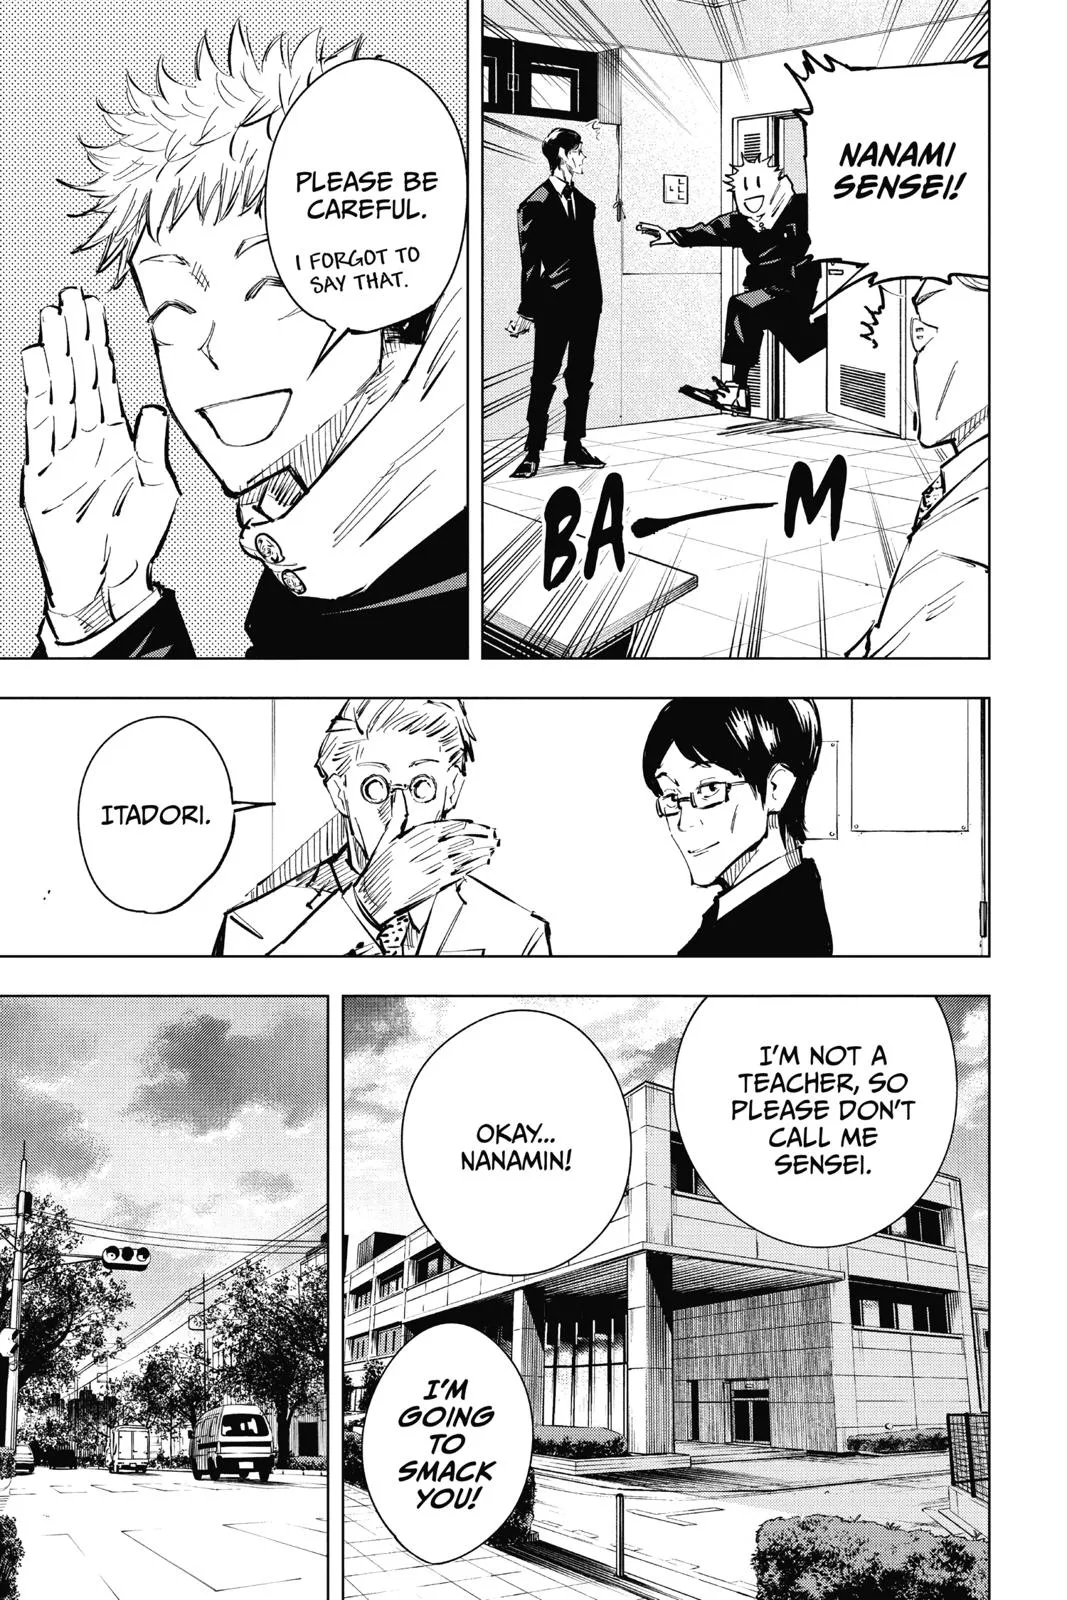 NANAMI
SENSEI!
BA—M
PLEASE BE
CAREFUL.
I FORGOT TO
SAY THAT.
ITADORI.
I'M NOT A
TEACHER, SO
PLEASE DON'T
CALL ME
SENSEI.
OKAY...
NANAMIN!
I'M
GOING
TO
SMACK
YOU!